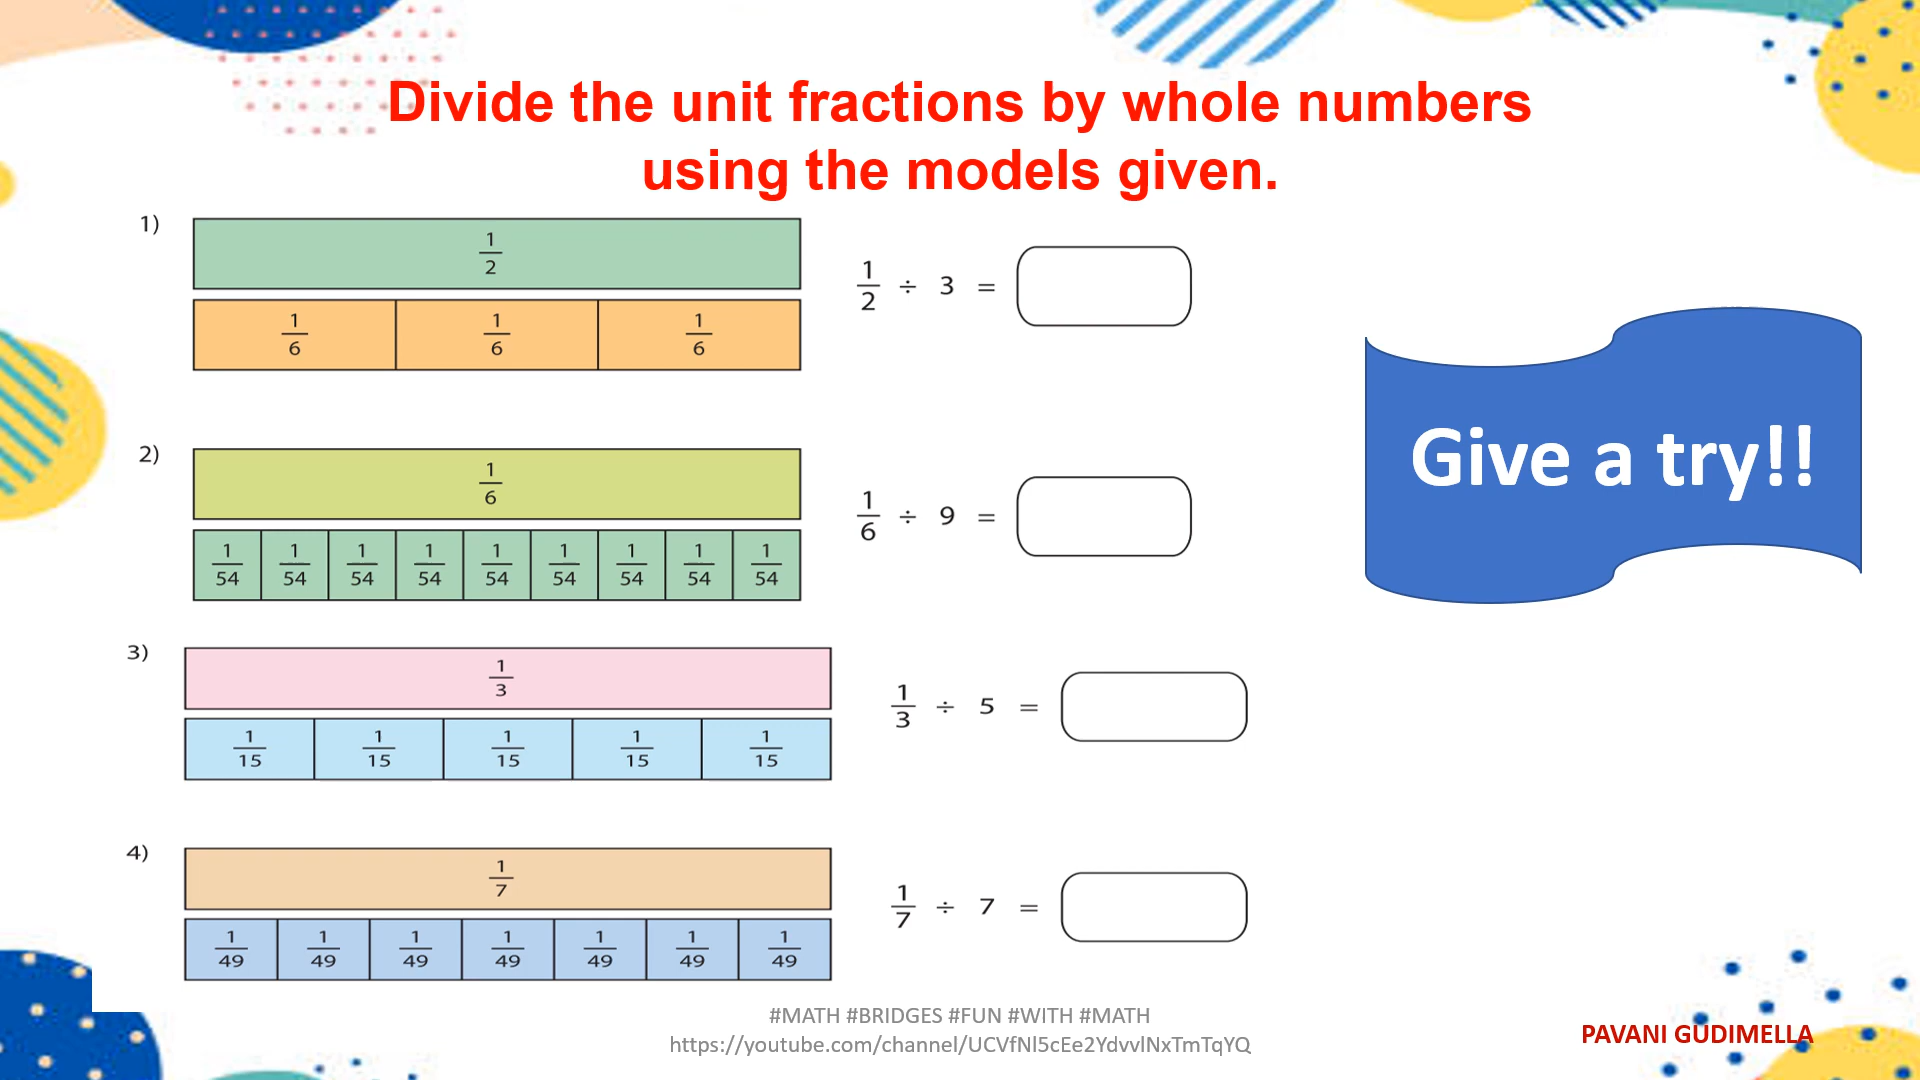 Divide the unit fractions by whole numbers
using the models given.
1)
1/2
1/6 1/6 1/6
1/2 ÷ 3 =
2)
1/6
1/54 1/54 1/54 1/54 1/54 1/54 1/54 1/54 1/54
1/6 ÷ 9 =
Give a try!!
3)
1/3
1/15 1/15 1/15 1/15 1/15
1/3 ÷ 5 =
4)
1/7
1/49 1/49 1/49 1/49 1/49 1/49 1/49
1/7 ÷ 7 =
#MATH #BRIDGES #FUN #WITH #MATH
https://youtube.com/channel/UCVfNl5cEe2YdvvlNxTmTqYQ
PAVANI GUDIMELLA